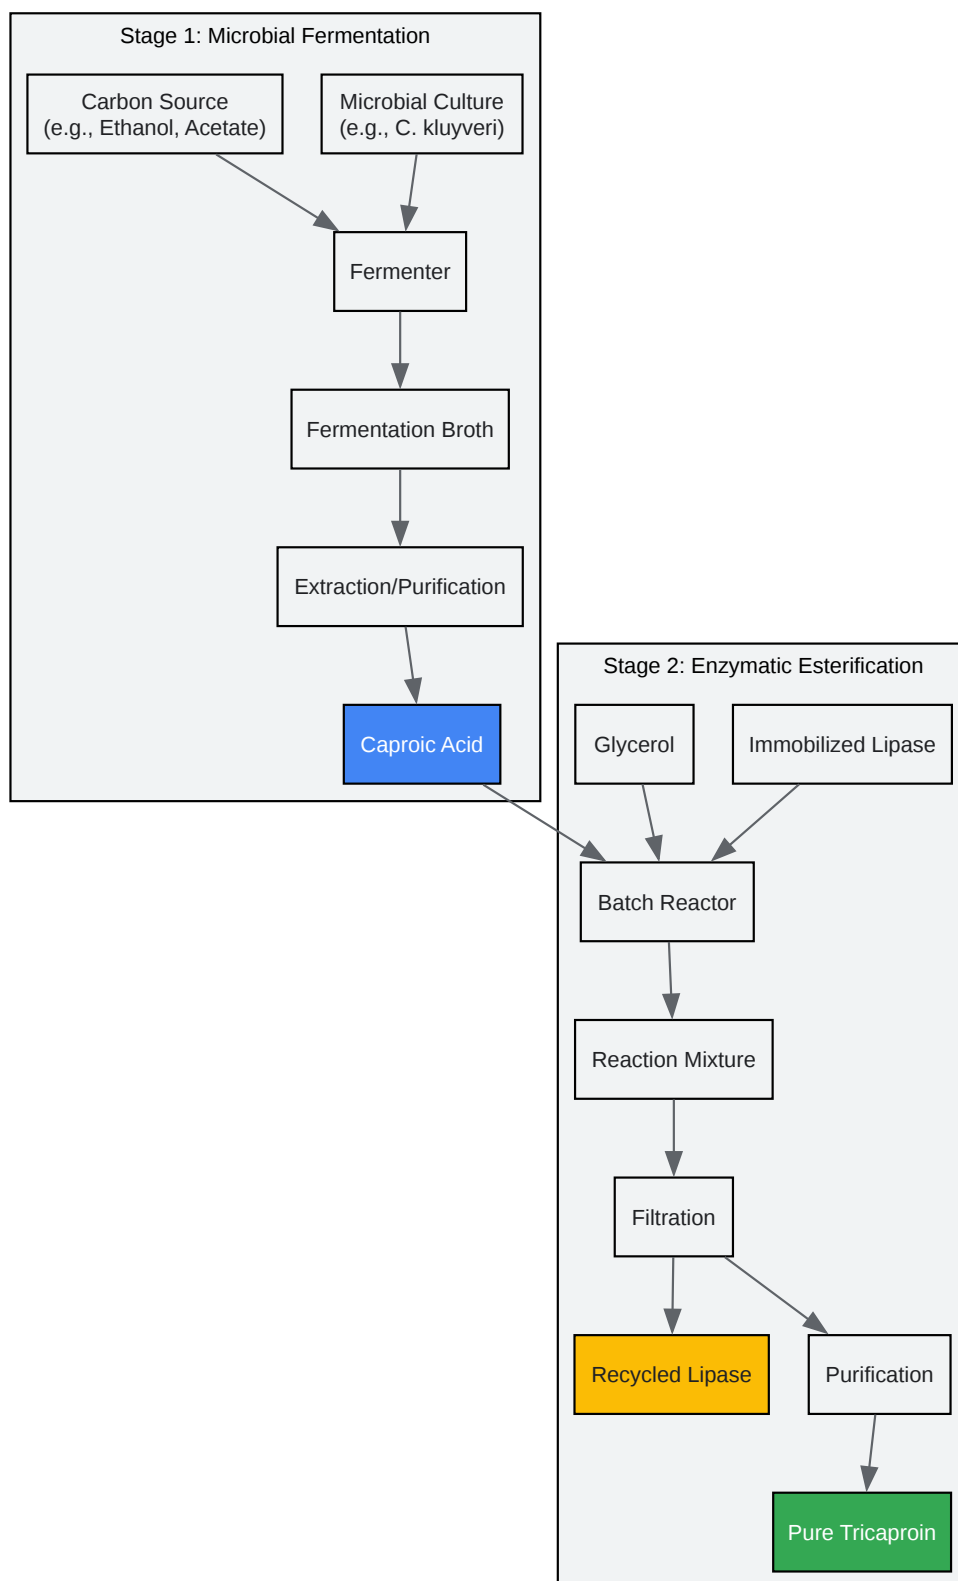 Stage 1: Microbial Fermentation
Carbon Source
(e.g., Ethanol, Acetate)
Microbial Culture
(e.g., C. kluyveri)
Fermenter
Fermentation Broth
Extraction/Purification
Caproic Acid
Stage 2: Enzymatic Esterification
Glycerol
Immobilized Lipase
Batch Reactor
Reaction Mixture
Filtration
Recycled Lipase
Purification
Pure Tricaproin